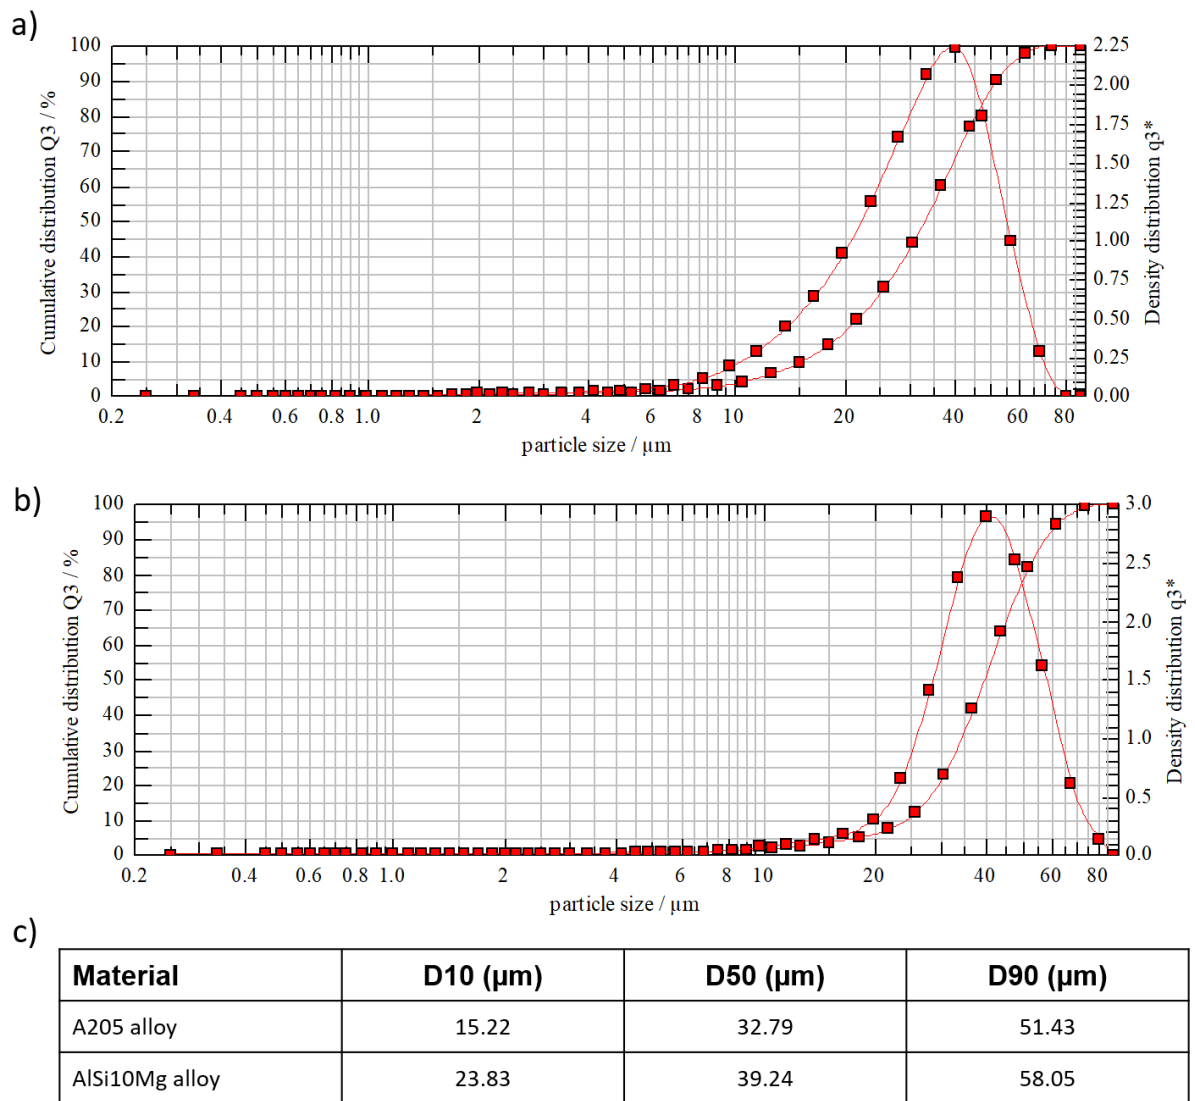 a)
Cumulative distribution Q3 / %
100
90
80
70
60
50
40
30
20
10
0
2.25
2.00
1.75
1.50
1.25
1.00
0.75
0.50
0.25
0.00
Density distribution q3*
0.2 0.4 0.6 0.8 1.0 2 4 6 8 10 20 40 60 80
particle size / µm
b)
Cumulative distribution Q3 / %
100
90
80
70
60
50
40
30
20
10
0
3.0
2.5
2.0
1.5
1.0
0.5
0.0
Density distribution q3*
0.2 0.4 0.6 0.8 1.0 2 4 6 8 10 20 40 60 80
particle size / µm
c)
Material D10 (µm) D50 (µm) D90 (µm)
A205 alloy 15.22 32.79 51.43
AlSi10Mg alloy 23.83 39.24 58.05